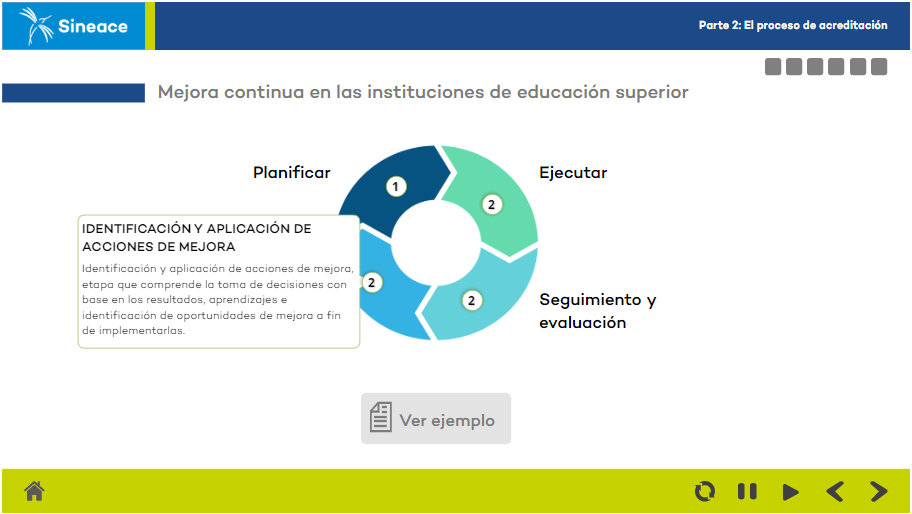 Sineace
Parte 2: El proceso de acreditación
Mejora continua en las instituciones de educación superior
Planificar
Ejecutar
1
2
IDENTIFICACIÓN Y APLICACIÓN DE
ACCIONES DE MEJORA
Identificación y aplicación de acciones de mejora,
etapa que comprende la toma de decisiones con
base en los resultados, aprendizajes e
identificación de oportunidades de mejora a fin
de implementarlas.
2
2
Seguimiento y
evaluación
Ver ejemplo